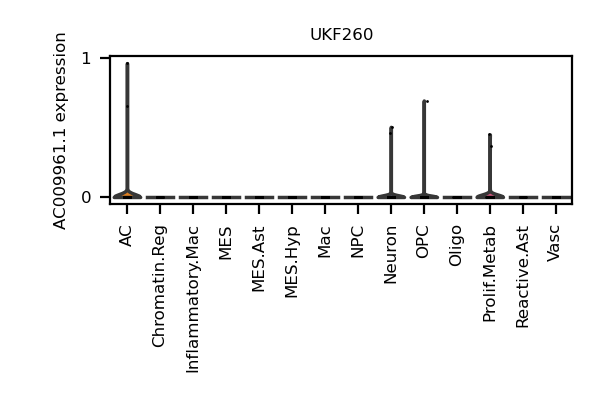 UKF260
AC009961.1 expression
1
0
AC
Chromatin.Reg
Inflammatory.Mac
MES
MES.Ast
MES.Hyp
Mac
NPC
Neuron
OPC
Oligo
Prolif.Metab
Reactive.Ast
Vasc